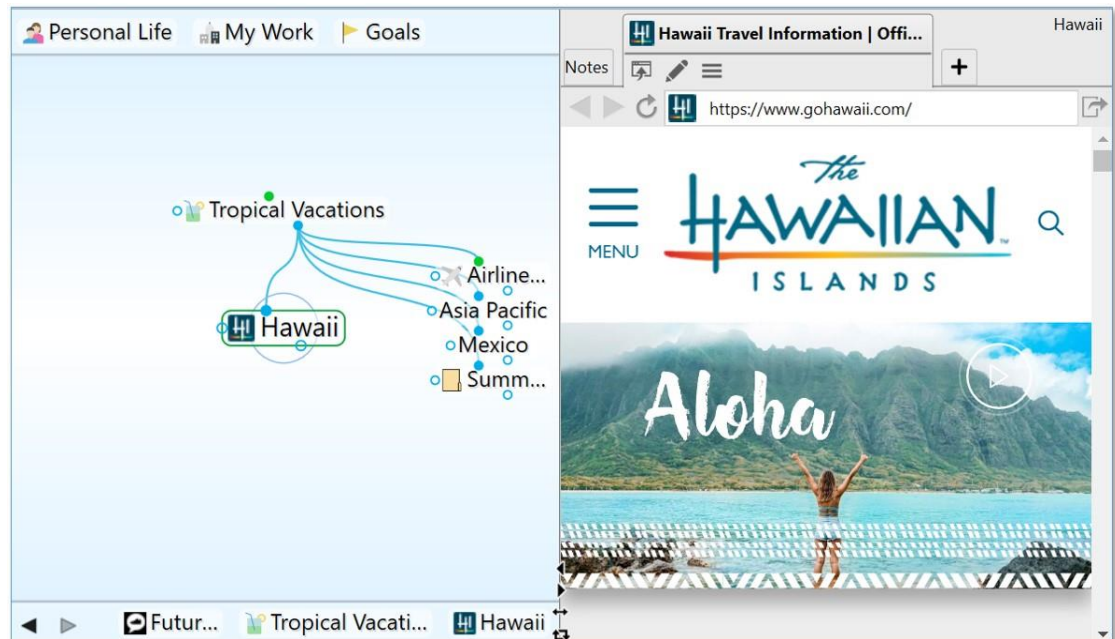 Personal Life My Work Goals
Tropical Vacations
Airline...
Asia Pacific
Hawaii
Mexico
Summ...
Futur... Tropical Vacati... Hawaii
Hawaii Travel Information | Offi...
Hawaii
Notes
https://www.gohawaii.com/
MENU
The
HAWAIIAN
ISLANDS
Aloha